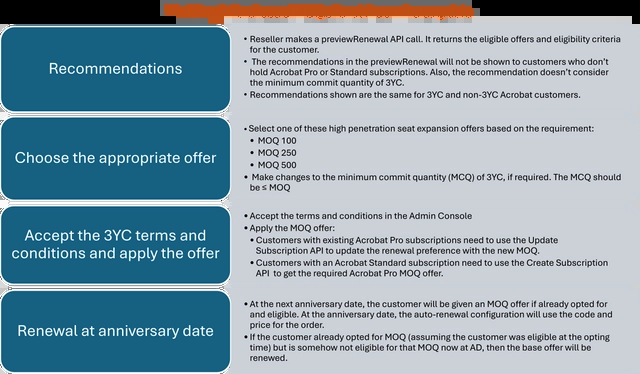 Recommendations
• Reseller makes a previewRenewal API call. It returns the eligible offers and eligibility criteria
for the customer.
• The recommendations in the previewRenewal will not be shown to customers who don't
hold Acrobat Pro or Standard subscriptions. Also, the recommendation doesn't consider
the minimum commit quantity of 3YC.
• Recommendations shown are the same for 3YC and non-3YC Acrobat customers.
Choose the appropriate offer
• Select one of these high penetration seat expansion offers based on the requirement:
• MOQ 100
• MOQ 250
• MOQ 500
• Make changes to the minimum commit quantity (MCQ) of 3YC, if required. The MCQ should
be ≤ MOQ
Accept the 3YC terms and
conditions and apply the offer
• Accept the terms and conditions in the Admin Console
• Apply the MOQ offer:
• Customers with existing Acrobat Pro subscriptions need to use the Update
Subscription API to update the renewal preference with the new MOQ.
• Customers with an Acrobat Standard subscription need to use the Create Subscription
API to get the required Acrobat Pro MOQ offer.
Renewal at anniversary date
• At the next anniversary date, the customer will be given an MOQ offer if already opted for
and eligible. At the anniversary date, the auto-renewal configuration will use the code and
price for the order.
• If the customer already opted for MOQ (assuming the customer was eligible at the opting
time) but is somehow not eligible for that MOQ now at AD, then the base offer will be
renewed.